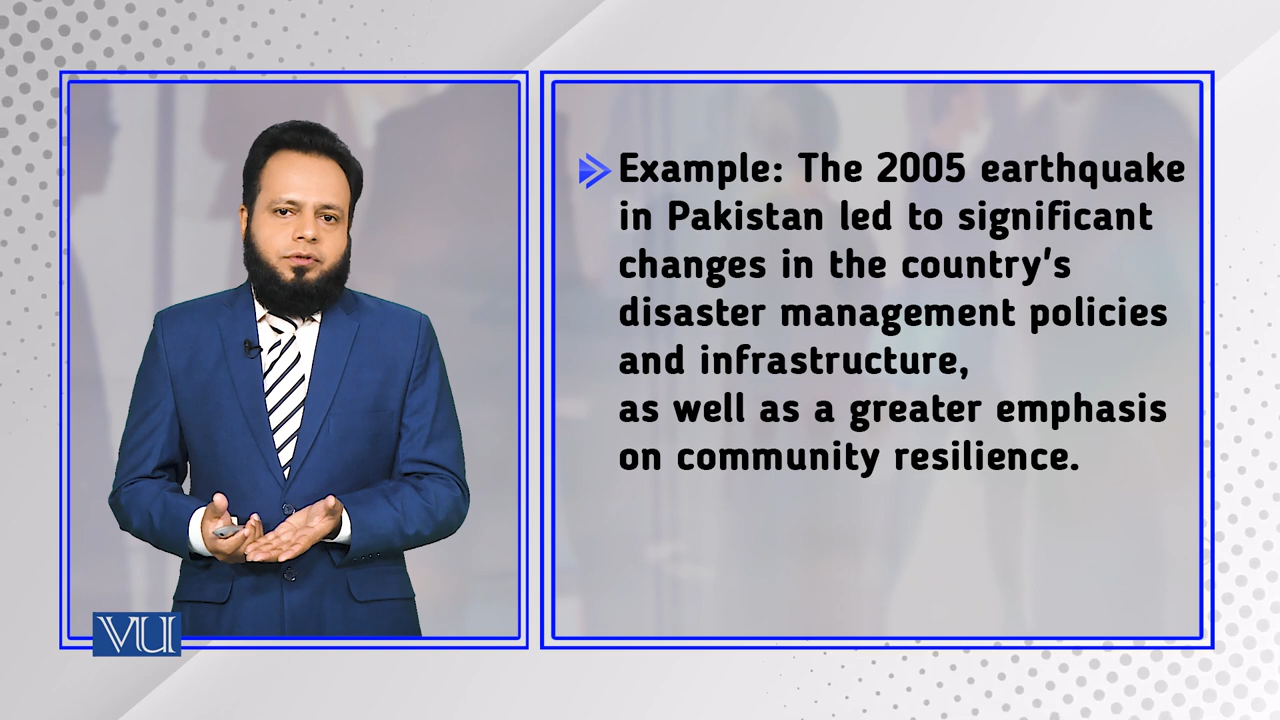 Example: The 2005 earthquake
in Pakistan led to significant
changes in the country's
disaster management policies
and infrastructure,
as well as a greater emphasis
on community resilience.
VU